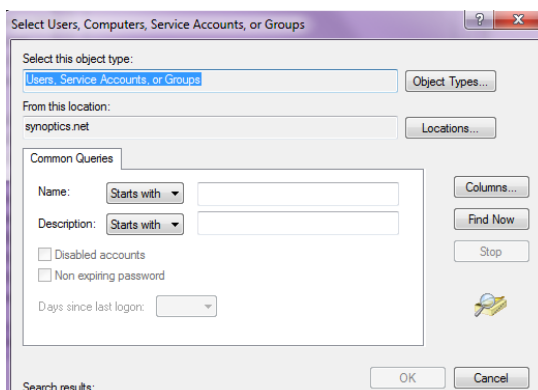 Select Users, Computers, Service Accounts, or Groups
? X
Select this object type:
Users, Service Accounts, or Groups
Object Types...
From this location:
synoptics.net
Locations...
Common Queries
Name:
Starts with
Columns...
Description:
Starts with
Find Now
Disabled accounts
Stop
Non expiring password
Days since last logon:
OK
Cancel
Search results: